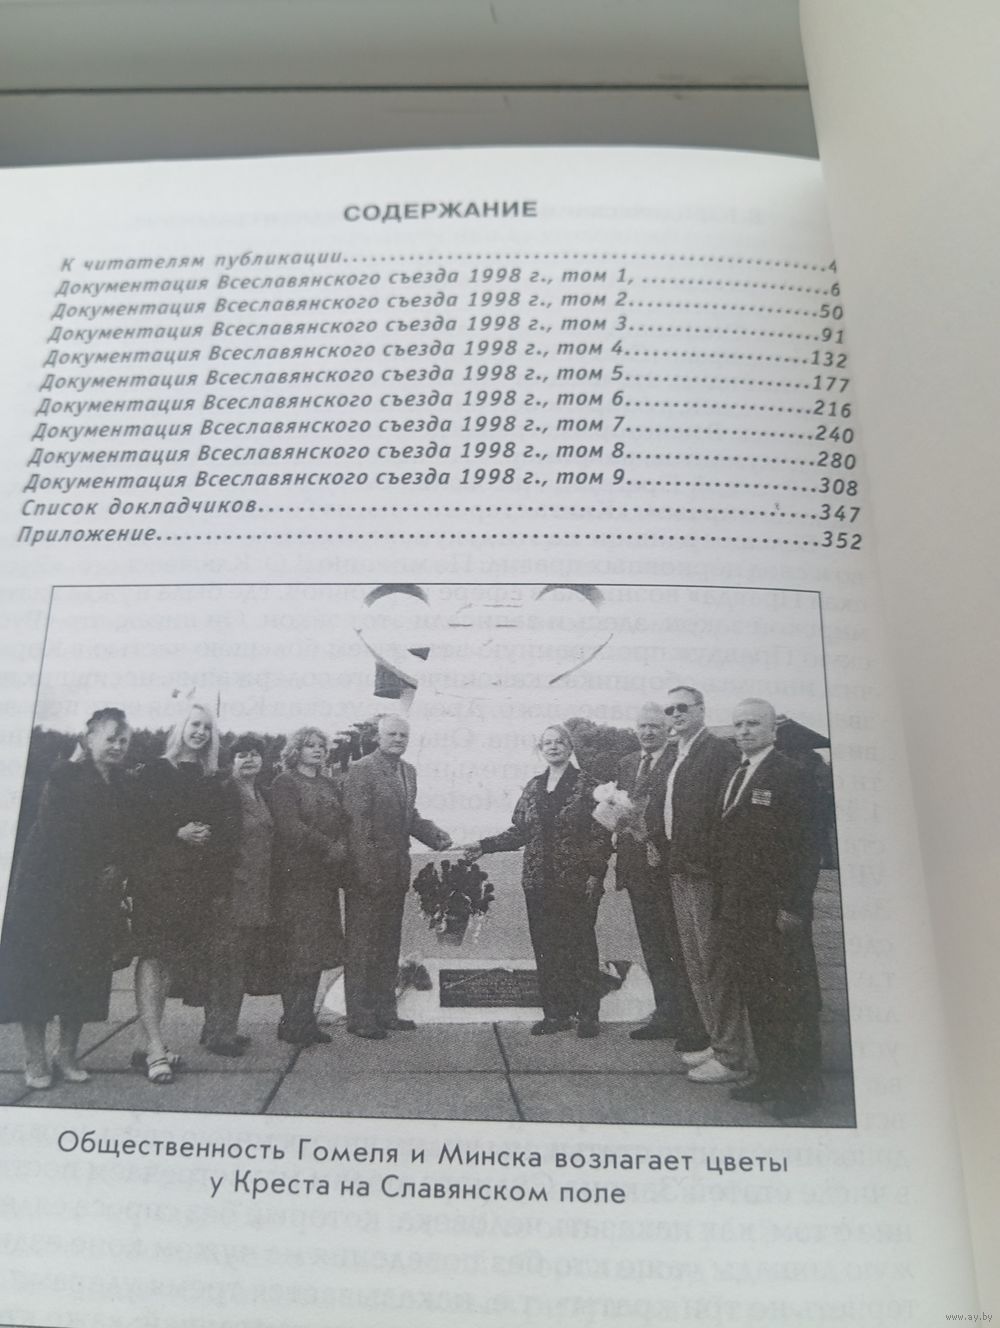 СОДЕРЖАНИЕ
К читателям публикации.......................................................4
Документация Всеславянского съезда 1998 г., том 1, ......................6
Документация Всеславянского съезда 1998 г., том 2......................50
Документация Всеславянского съезда 1998 г., том 3......................91
Документация Всеславянского съезда 1998 г., том 4......................132
Документация Всеславянского съезда 1998 г., том 5......................177
Документация Всеславянского съезда 1998 г., том 6......................216
Документация Всеславянского съезда 1998 г., том 7......................240
Документация Всеславянского съезда 1998 г., том 8......................280
Документация Всеславянского съезда 1998 г., том 9......................308
Список докладчиков.......................................................347
Приложение.................................................................352
Общественность Гомеля и Минска возлагает цветы
у Креста на Славянском поле
www.ay.by